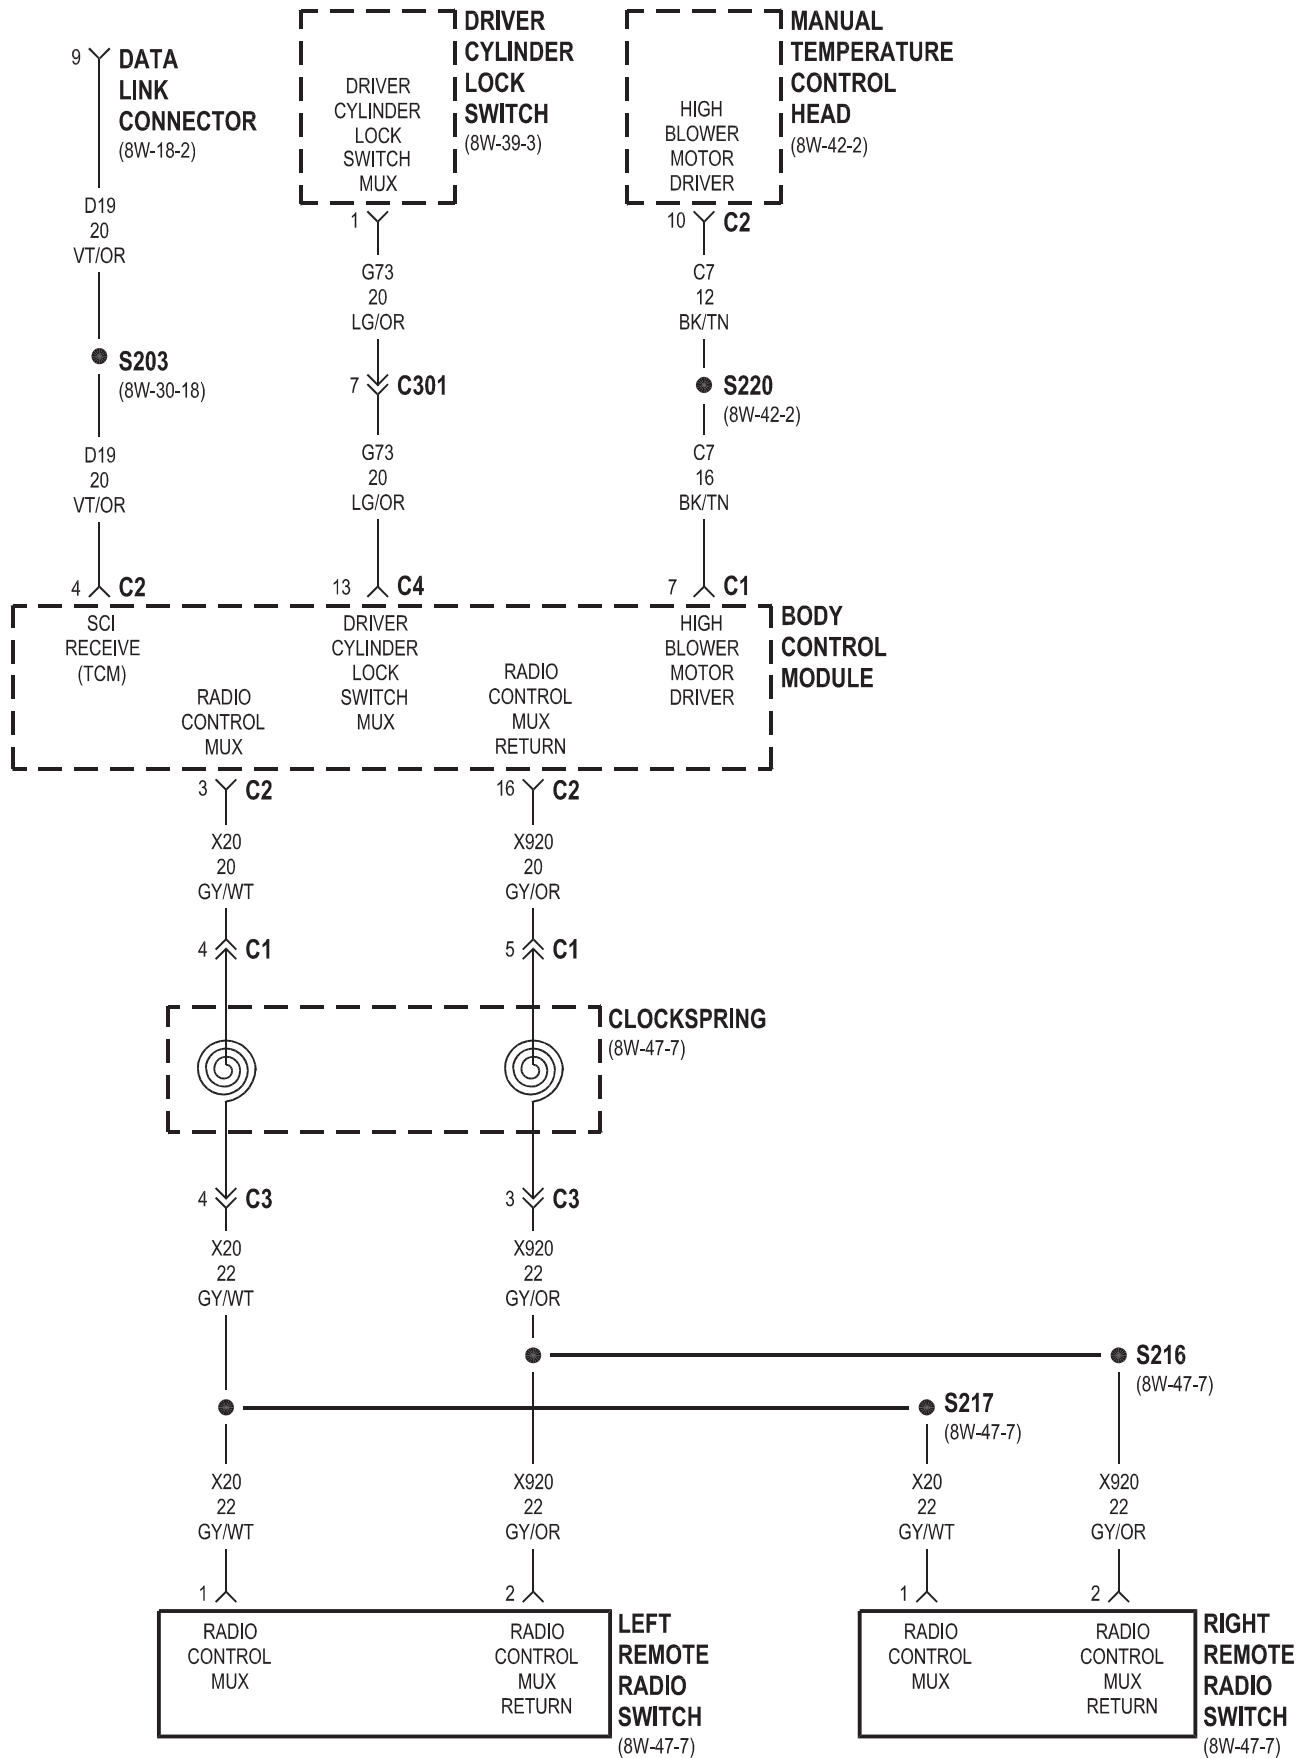 9
DATA
LINK
CONNECTOR
(8W-18-2)
D19
20
VT/OR
S203
(8W-30-18)
D19
20
VT/OR
4
C2
DRIVER
CYLINDER
LOCK
SWITCH
MUX
DRIVER
CYLINDER
LOCK
SWITCH
(8W-39-3)
1
G73
20
LG/OR
7
C301
G73
20
LG/OR
13
C4
HIGH
BLOWER
MOTOR
DRIVER
MANUAL
TEMPERATURE
CONTROL
HEAD
(8W-42-2)
10
C2
C7
12
BK/TN
S220
(8W-42-2)
C7
16
BK/TN
7
C1
BODY
CONTROL
MODULE
SCI
RECEIVE
(TCM)
RADIO
CONTROL
MUX
DRIVER
CYLINDER
LOCK
SWITCH
MUX
RADIO
CONTROL
MUX
RETURN
HIGH
BLOWER
MOTOR
DRIVER
3
C2
X20
20
GY/WT
4
C1
16
C2
X920
20
GY/OR
5
C1
CLOCKSPRING
(8W-47-7)
4
C3
X20
22
GY/WT
3
C3
X920
22
GY/OR
S216
(8W-47-7)
S217
(8W-47-7)
X20
22
GY/WT
1
X920
22
GY/OR
2
X20
22
GY/WT
1
X920
22
GY/OR
2
RADIO
CONTROL
MUX
RADIO
CONTROL
MUX
RETURN
LEFT
REMOTE
RADIO
SWITCH
(8W-47-7)
RADIO
CONTROL
MUX
RADIO
CONTROL
MUX
RETURN
RIGHT
REMOTE
RADIO
SWITCH
(8W-47-7)